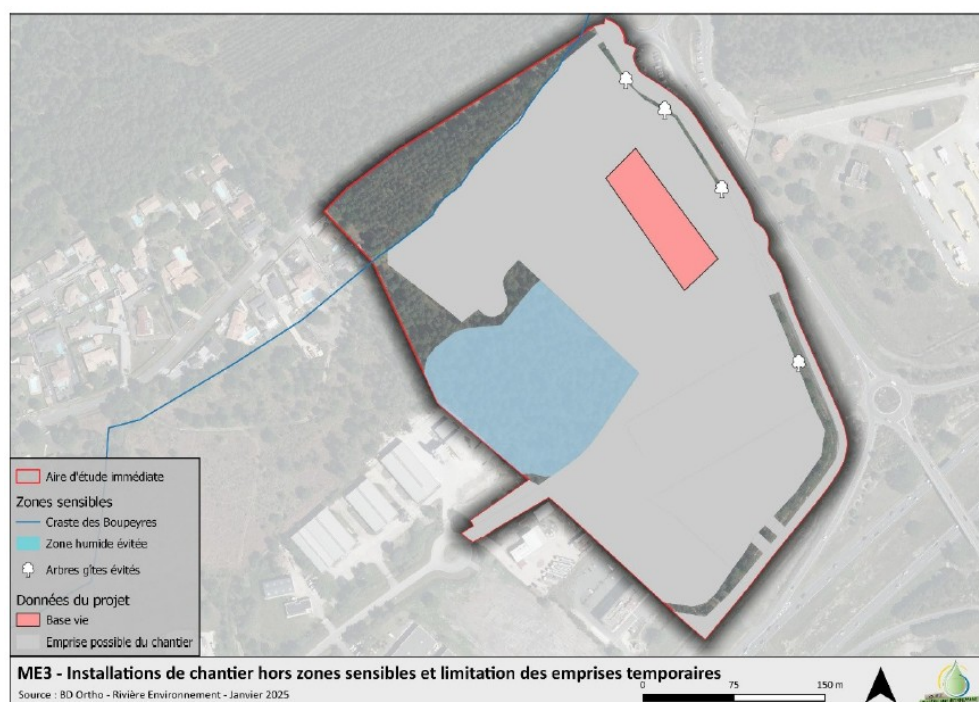 Aire d'étude immédiate
Zones sensibles
Craste des Boupeyres
Zone humide évitée
Arbres gîtes évités
Données du projet
Base vie
Emprise possible du chantier
ME3 - Installations de chantier hors zones sensibles et limitation des emprises temporaires
Source : BD Ortho - Rivière Environnement - Janvier 2025
0 75 150 m